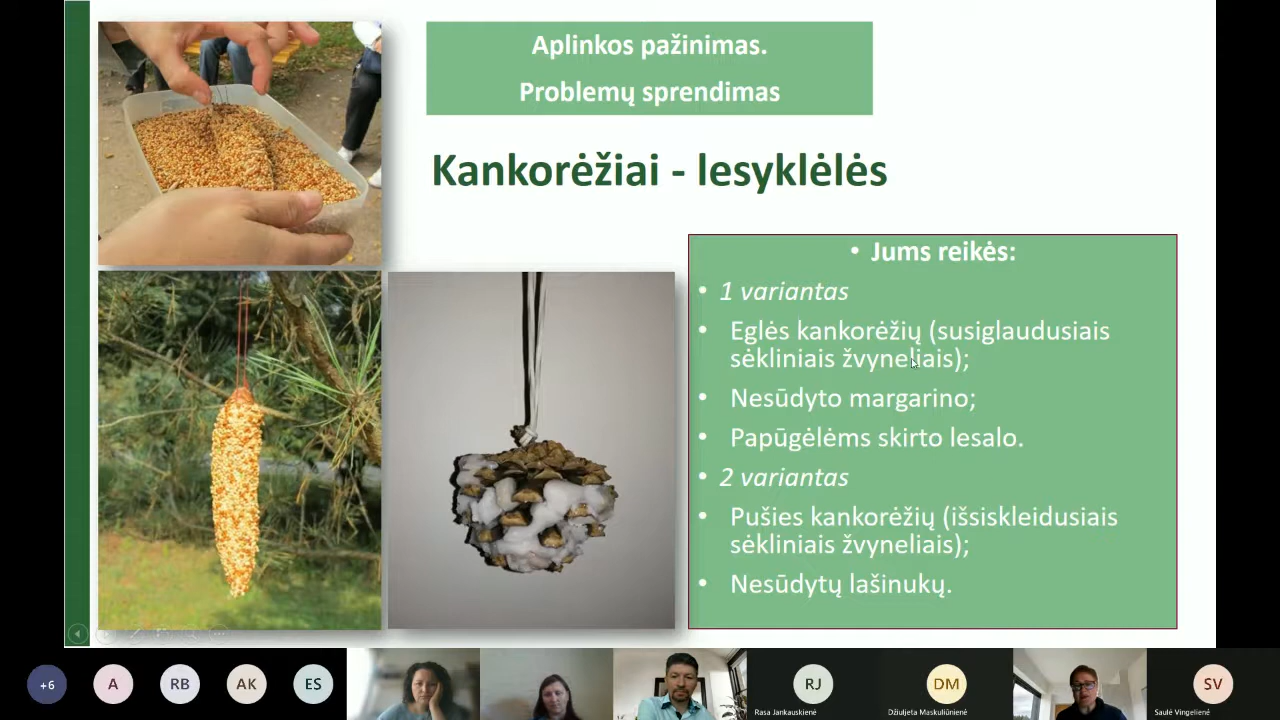 Aplinkos pažinimas.
Problemų sprendimas
Kankorėžiai - lesyklėlės
• Jums reikės:
• 1 variantas
• Eglės kankorėžių (susiglaudusiais
sėkliniais žvyneliais);
• Nesūdyto margarino;
• Papūgėlėms skirto lesalo.
• 2 variantas
• Pušies kankorėžių (išsiskleidusiais
sėkliniais žvyneliais);
• Nesūdytų lašinukų.
+6
A
RB
AK
ES
RJ
DM
SV
Rasa Jankauskienė
Džiuljeta Maskuliūnienė
Saulė Vingelienė